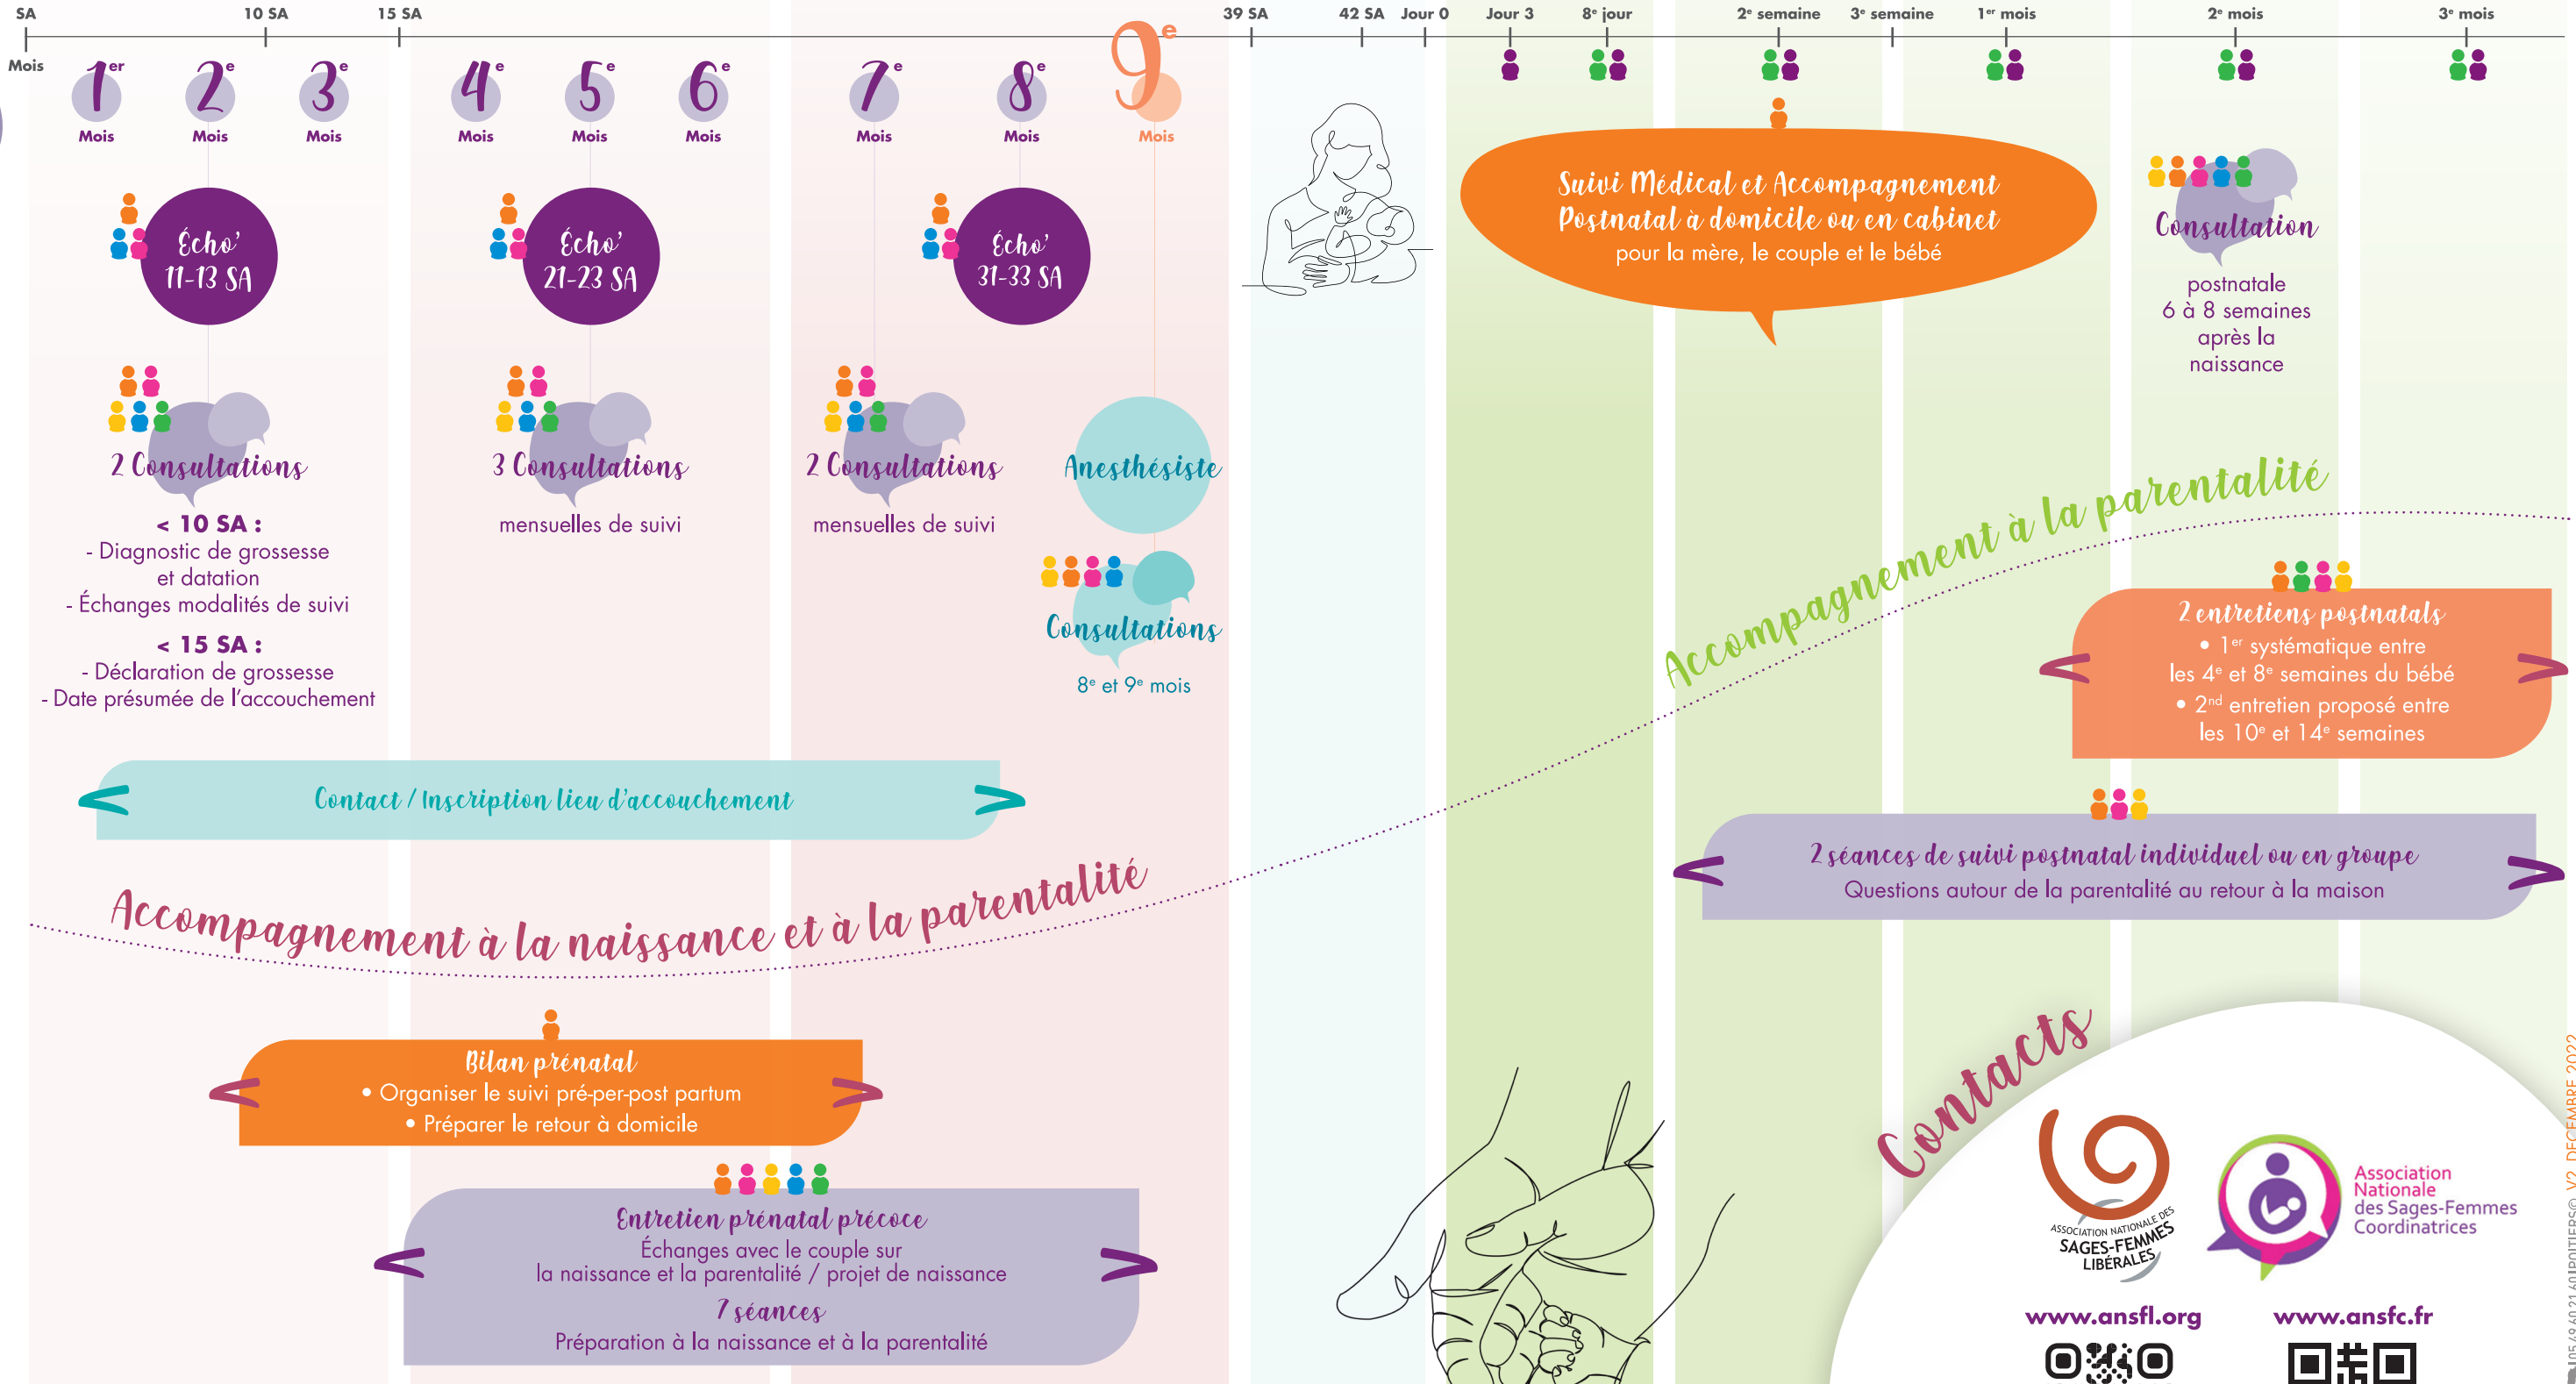 SA
10 SA
15 SA
39 SA
42 SA
Jour 0
Jour 3
8e jour
2e semaine
3e semaine
1er mois
2e mois
3e mois
Mois
1er
Mois
2e
Mois
3e
Mois
4e
Mois
5e
Mois
6e
Mois
7e
Mois
8e
Mois
9e
Mois
Écho'
11-13 SA
Écho'
21-23 SA
Écho'
31-33 SA
2 Consultations
< 10 SA :
- Diagnostic de grossesse
et datation
- Échanges modalités de suivi
< 15 SA :
- Déclaration de grossesse
- Date présumée de l'accouchement
3 Consultations
mensuelles de suivi
2 Consultations
mensuelles de suivi
Anesthésiste
Consultations
8e et 9e mois
Suivi Médical et Accompagnement
Postnatal à domicile ou en cabinet
pour la mère, le couple et le bébé
Consultation
postnatale
6 à 8 semaines
après la
naissance
Accompagnement à la parentalité
2 entretiens postnatals
• 1er systématique entre
les 4e et 8e semaines du bébé
• 2nd entretien proposé entre
les 10e et 14e semaines
Contact / Inscription lieu d'accouchement
2 séances de suivi postnatal individuel ou en groupe
Questions autour de la parentalité au retour à la maison
Accompagnement à la naissance et à la parentalité
Bilan prénatal
• Organiser le suivi pré-per-post partum
• Préparer le retour à domicile
Entretien prénatal précoce
Échanges avec le couple sur
la naissance et la parentalité / projet de naissance
7 séances
Préparation à la naissance et à la parentalité
Contacts
ASSOCIATION NATIONALE DES
SAGES-FEMMES
LIBÉRALES
www.ansfl.org
Association
Nationale
des Sages-Femmes
Coordinatrices
www.ansfc.fr
POITIERS© V2 DECEMBRE 2022